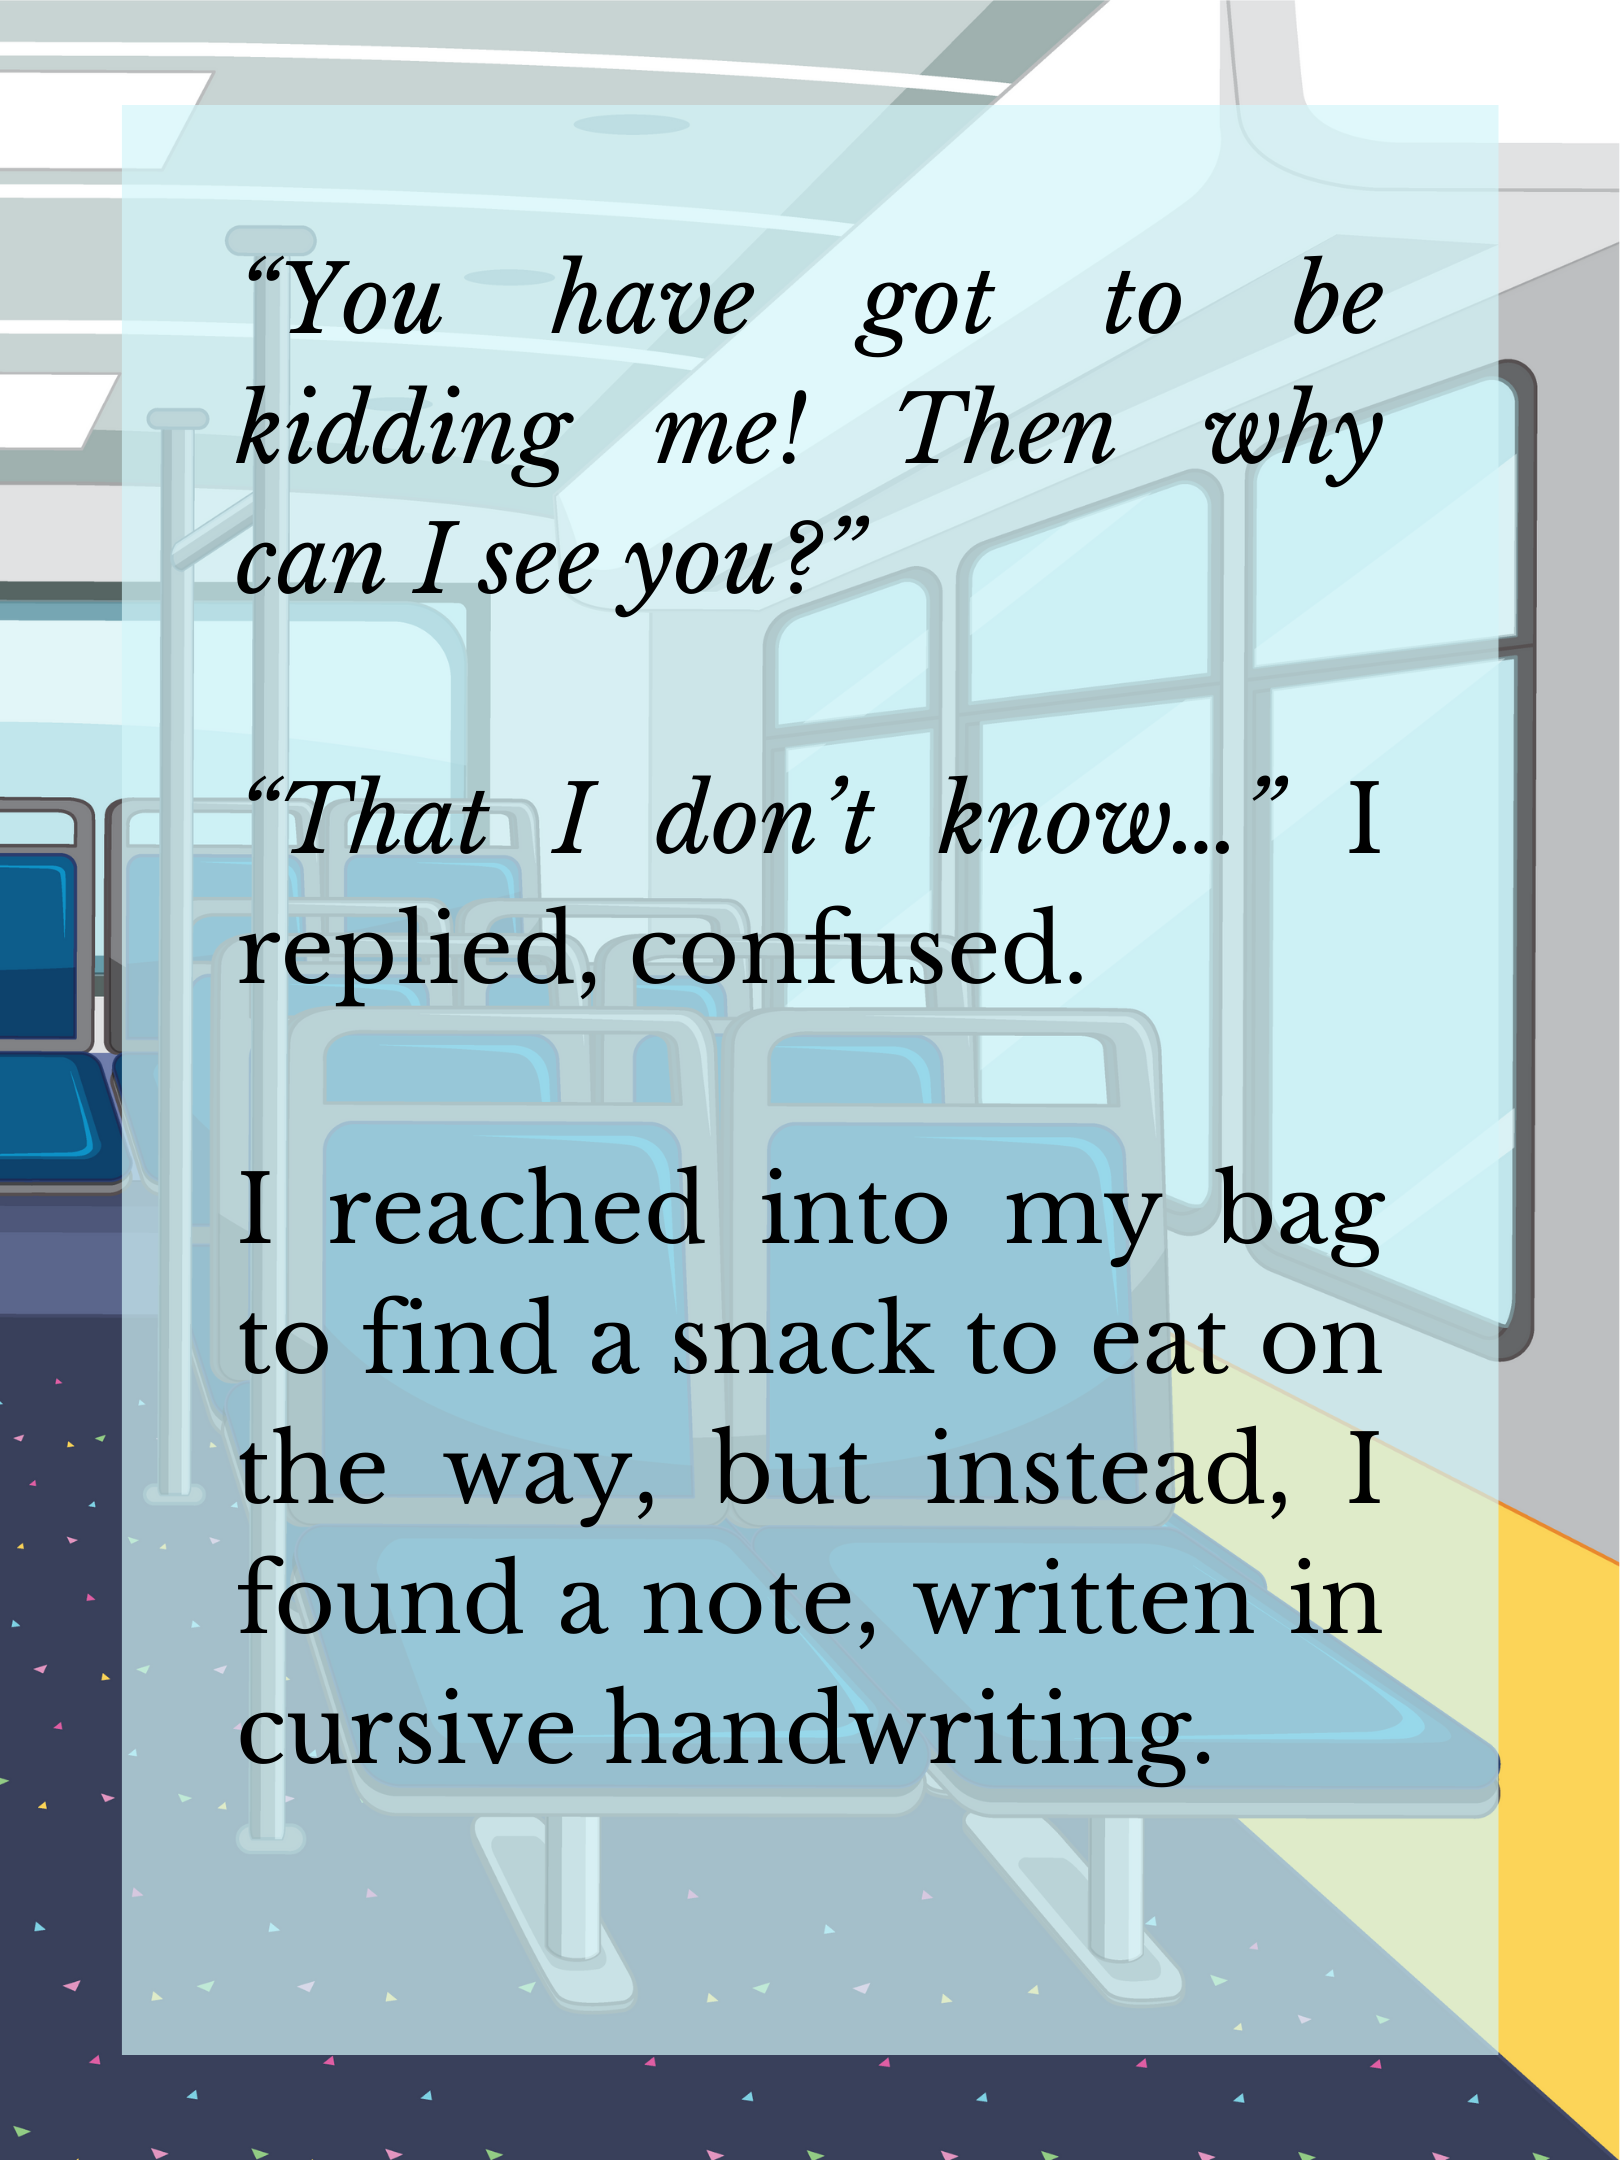 “You have got to be
kidding me! Then why
can I see you?”
“That I don’t know...” I
replied, confused.
I reached into my bag
to find a snack to eat on
the way, but instead, I
found a note, written in
cursive handwriting.